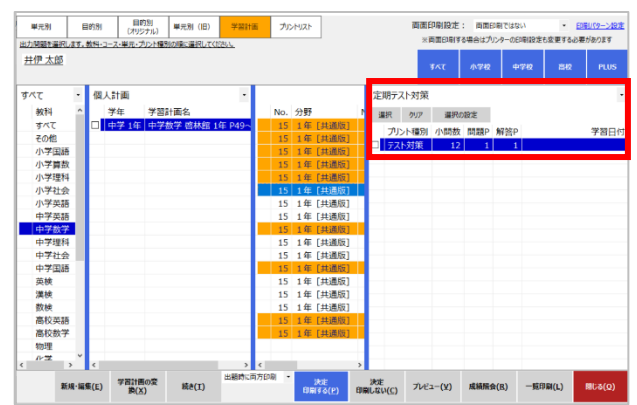 単元別 目的別 目的別(オリジナル) 単元別（旧） 学習計画 プリントリスト 両面印刷設定： 両面印刷ではない 印刷パターン設定
出力問題を選択します。教科・コース・単元・プリント種別の順に選択してください。 ※両面印刷する場合はプリンターの印刷設定も変更する必要があります
井伊 太郎 すべて 小学校 中学校 高校 PLUS
すべて 個人計画 定期テスト対策
選択 クリア 選択の設定
教科 学年 学習計画名 No. 分野 プリント種別 小問数 問題P 解答P 学習日付
すべて 中学 1年 中学数学 啓林館 1年 P49～ 15 1年 [共通版] テスト対策 12 1 1
その他 15 1年 [共通版]
小学国語 15 1年 [共通版]
小学算数 15 1年 [共通版]
小学理科 15 1年 [共通版]
小学社会 15 1年 [共通版]
小学英語 15 1年 [共通版]
中学英語 15 1年 [共通版]
中学数学 15 1年 [共通版]
中学理科 15 1年 [共通版]
中学社会 15 1年 [共通版]
中学国語 15 1年 [共通版]
英検 15 1年 [共通版]
漢検 15 1年 [共通版]
数検 15 1年 [共通版]
高校英語 15 1年 [共通版]
高校数学 15 1年 [共通版]
物理
化学
新規・編集(E) 学習計画の変換(X) 続き(I) 出題時に両方印刷 決定印刷する(P) 決定印刷しない(C) プレビュー(V) 成績照会(R) 一括印刷(L) 閉じる(Q)